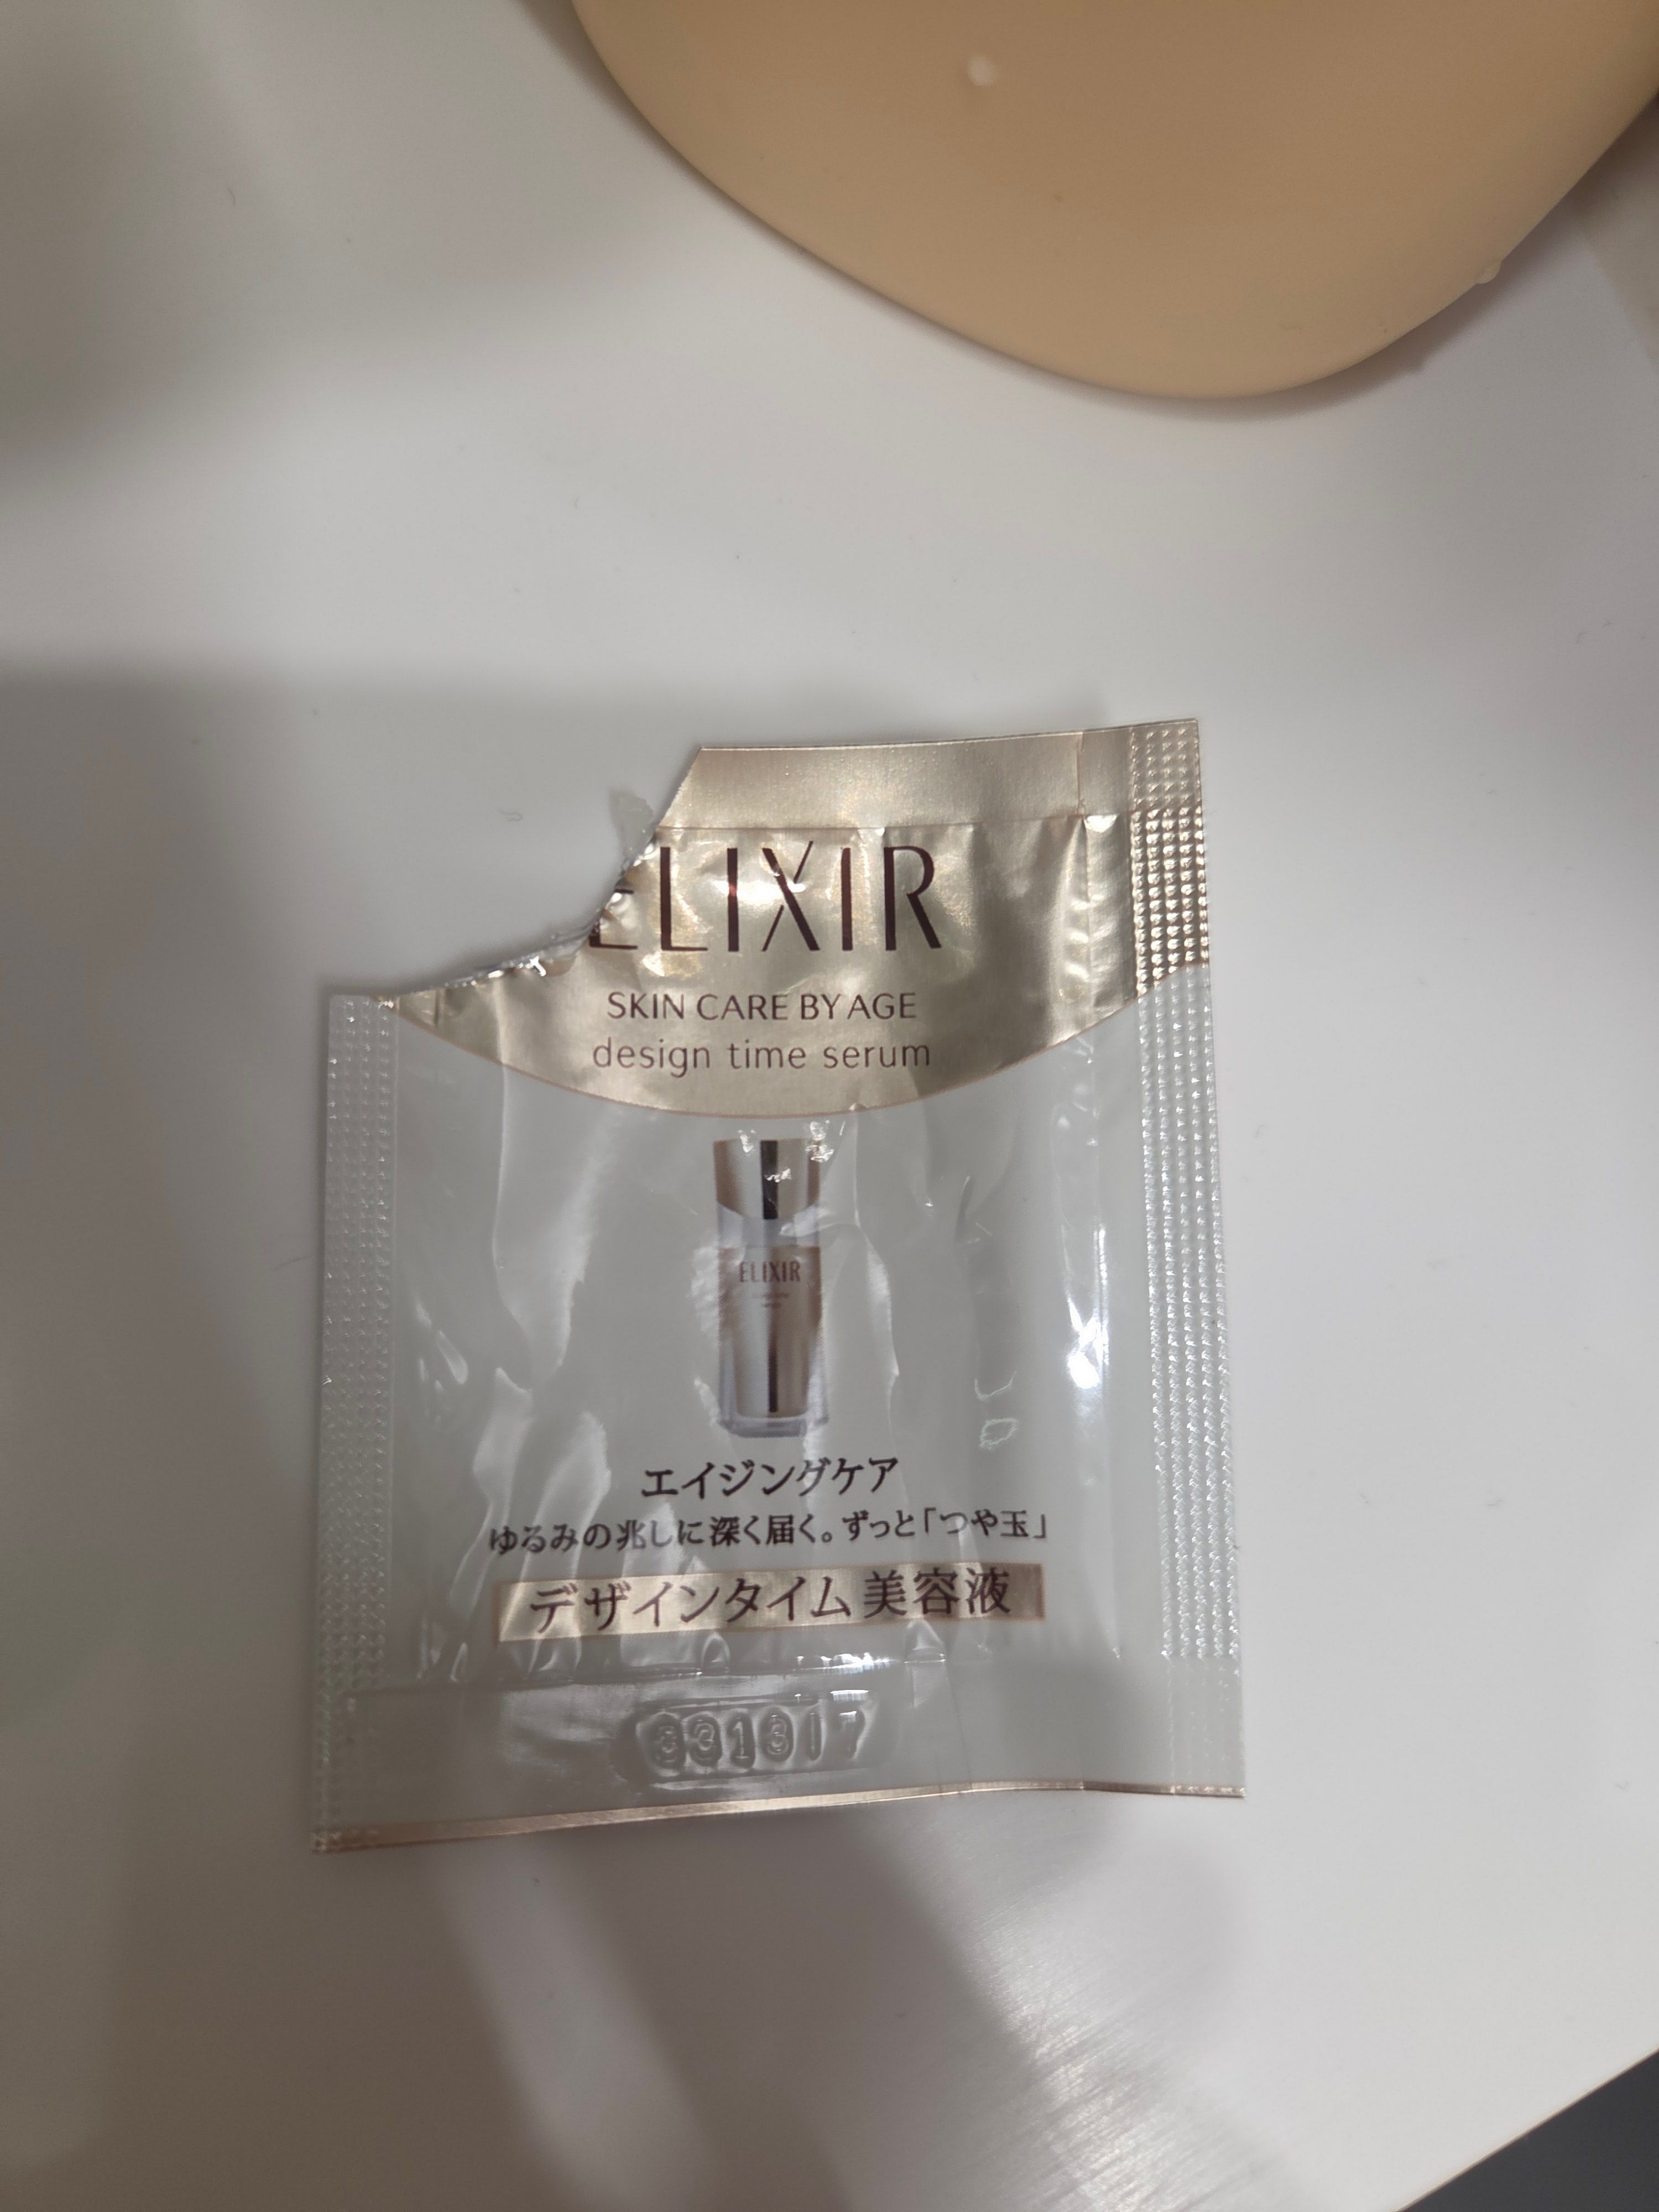 ELIXIR
SKIN CARE BY AGE
design time serum
ELIXIR
エイジングケア
ゆるみの兆しに深く届く。ずっと「つや玉」
デザインタイム美容液